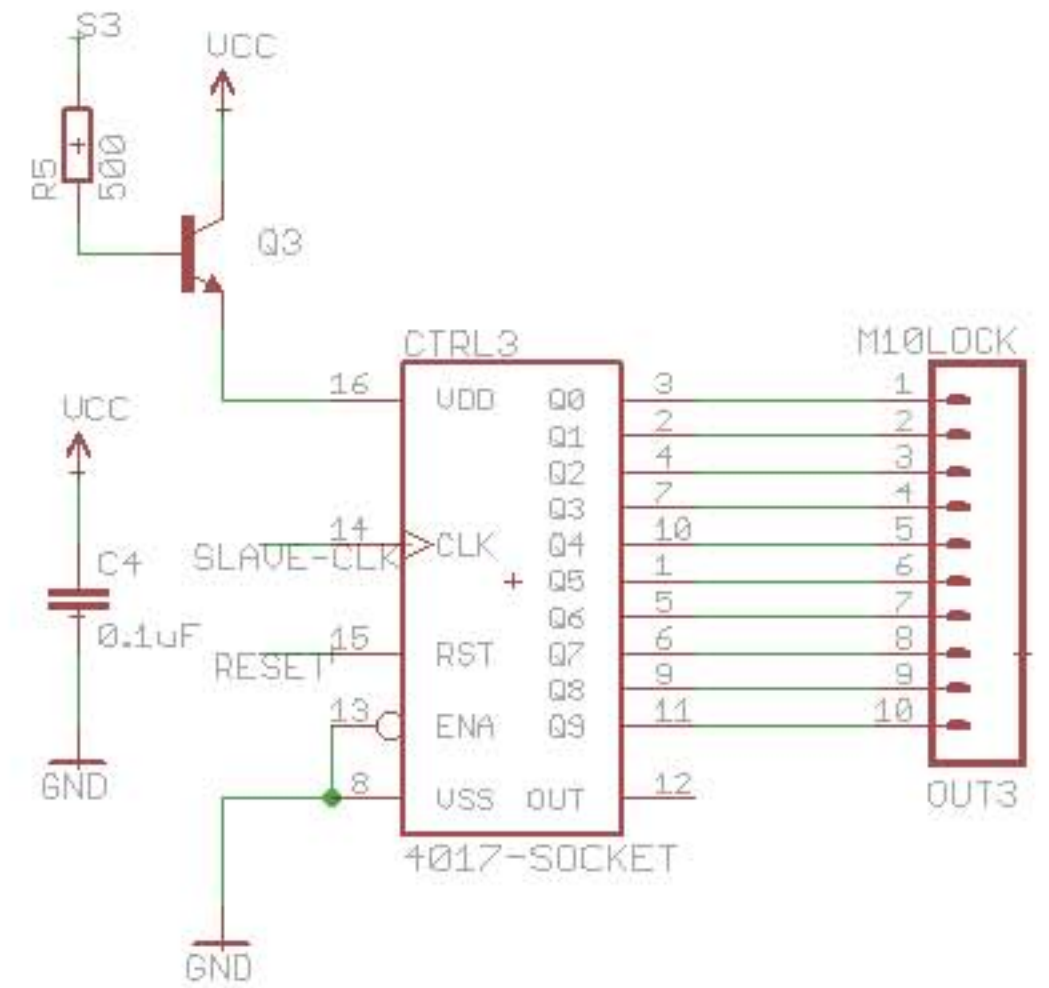 S3
VCC
R5
500
Q3
CTRL3
M10LOCK
16 VDD Q0 3 1
VCC
Q1 2 2
Q2 4 3
Q3 7 4
14 SLAVE-CLK CLK Q4 10 5
C4
Q5 1 6
Q6 5 7
0.1uF
15 RESET RST Q7 6 8
Q8 9 9
13 ENA Q9 11 10
GND
8 VSS OUT 12
OUT3
4017-SOCKET
GND